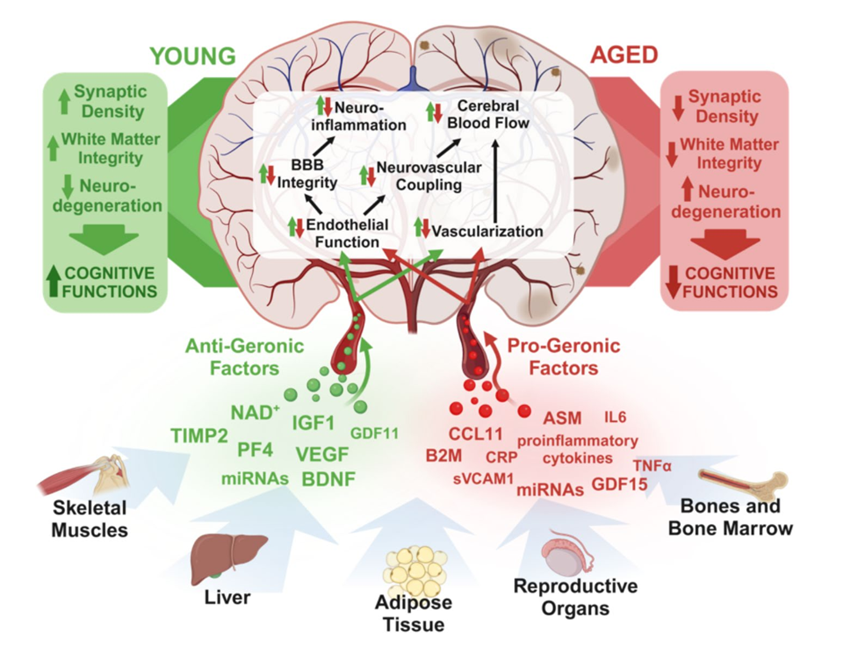 YOUNG
AGED
Synaptic
Density
White Matter
Integrity
Neuro-
degeneration
COGNITIVE
FUNCTIONS
Neuro-
inflammation
Cerebral
Blood Flow
BBB
Integrity
Neurovascular
Coupling
Endothelial
Function
Vascularization
Synaptic
Density
White Matter
Integrity
Neuro-
degeneration
COGNITIVE
FUNCTIONS
Anti-Geronic
Factors
NAD+
IGF1
TIMP2
GDF11
PF4
VEGF
miRNAs
BDNF
Pro-Geronic
Factors
ASM
IL6
CCL11
proinflammatory
cytokines
B2M
CRP
TNFα
sVCAM1
miRNAs
GDF15
Skeletal
Muscles
Liver
Adipose
Tissue
Reproductive
Organs
Bones and
Bone Marrow